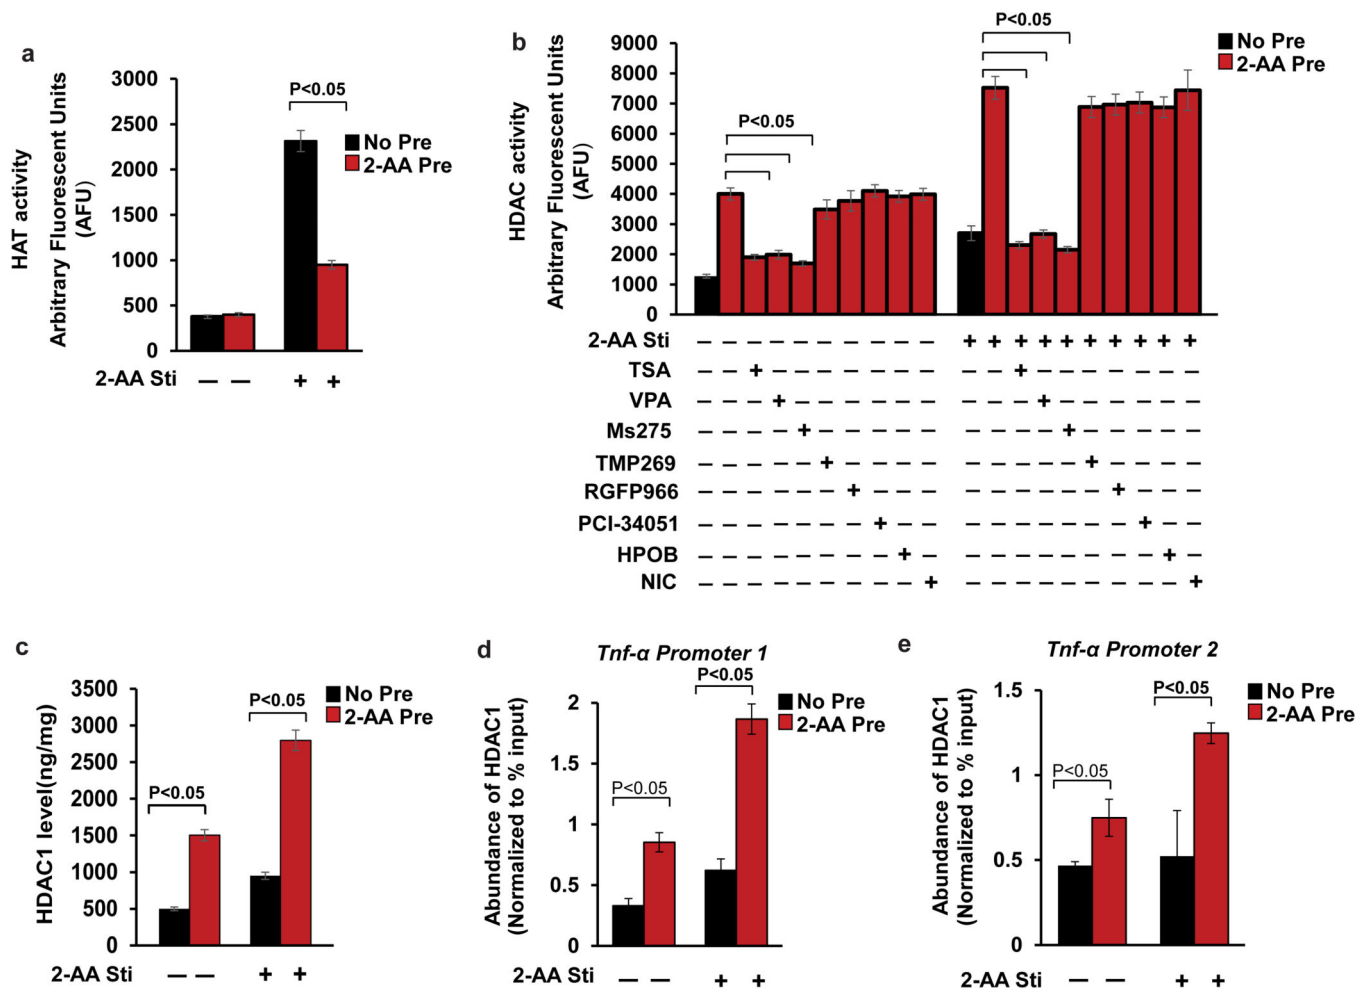 a
HAT activity
Arbitrary Fluorescent Units
(AFU)
3000
2500
2000
1500
1000
500
0
P<0.05
No Pre
2-AA Pre
2-AA Sti — — + +
b
HDAC activity
Arbitrary Fluorescent Units
(AFU)
9000
8000
7000
6000
5000
4000
3000
2000
1000
0
P<0.05
P<0.05
No Pre
2-AA Pre
2-AA Sti — — — — — — — — — — + + + + + + + + + +
TSA — — + — — — — — — — — — + — — — — — — —
VPA — — — + — — — — — — — — — + — — — — — —
Ms275 — — — — + — — — — — — — — — + — — — — —
TMP269 — — — — — + — — — — — — — — — + — — — —
RGFP966 — — — — — — + — — — — — — — — — + — — —
PCI-34051 — — — — — — — + — — — — — — — — — + — —
HPOB — — — — — — — — + — — — — — — — — — + —
NIC — — — — — — — — — + — — — — — — — — — +
c
HDAC1 level(ng/mg)
3500
3000
2500
2000
1500
1000
500
0
P<0.05
P<0.05
No Pre
2-AA Pre
2-AA Sti — — + +
d
Tnf-α Promoter 1
Abundance of HDAC1
(Normalized to % input)
2
1.5
1
0.5
0
P<0.05
P<0.05
No Pre
2-AA Pre
2-AA Sti — — + +
e
Tnf-α Promoter 2
Abundance of HDAC1
(Normalized to % input)
1.5
1
0.5
0
P<0.05
P<0.05
No Pre
2-AA Pre
2-AA Sti — — + +